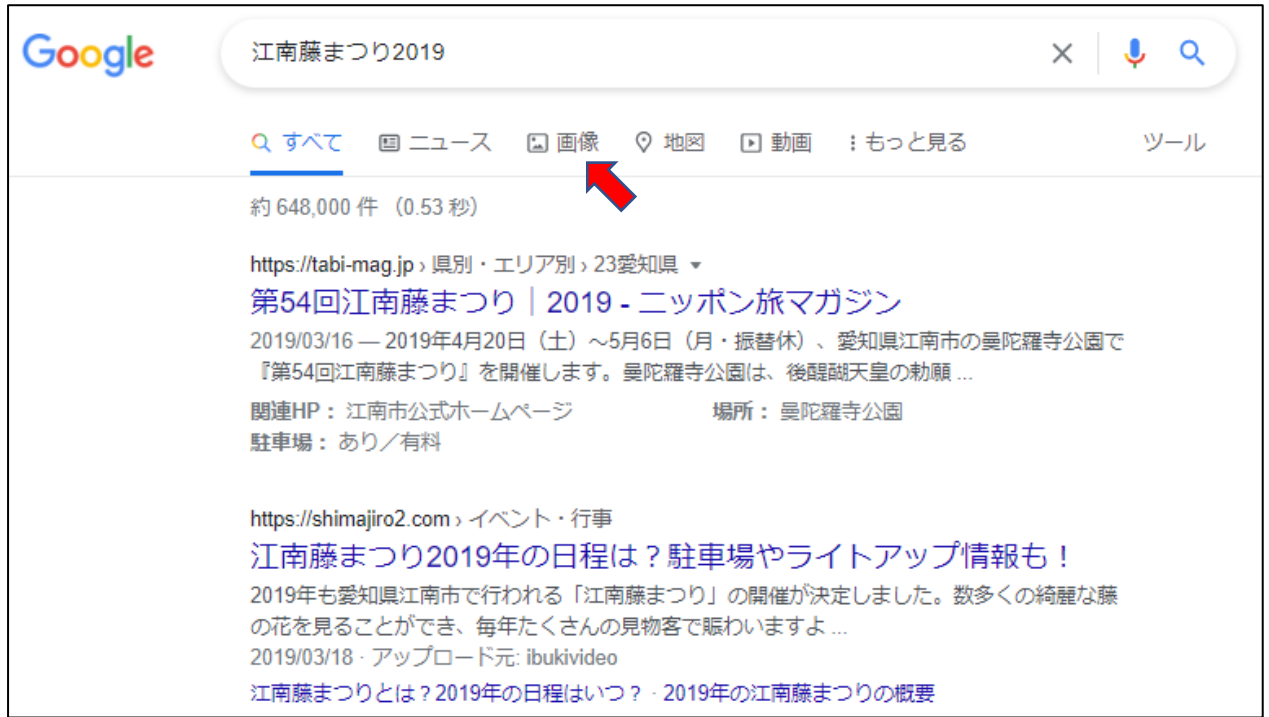 Google
江南藤まつり2019
すべて ニュース 画像 地図 動画 もっと見る ツール
約 648,000 件 （0.53 秒）
https://tabi-mag.jp › 県別・エリア別 › 23愛知県
第54回江南藤まつり｜2019 - ニッポン旅マガジン
2019/03/16 — 2019年4月20日（土）～5月6日（月・振替休）、愛知県江南市の曼陀羅寺公園で
『第54回江南藤まつり』を開催します。曼陀羅寺公園は、後醍醐天皇の勅願 ...
関連HP： 江南市公式ホームページ 場所： 曼陀羅寺公園
駐車場： あり／有料
https://shimajiro2.com › イベント・行事
江南藤まつり2019年の日程は？駐車場やライトアップ情報も！
2019年も愛知県江南市で行われる「江南藤まつり」の開催が決定しました。数多くの綺麗な藤
の花を見ることができ、毎年たくさんの見物客で賑わいますよ ...
2019/03/18 · アップロード元: ibukivideo
江南藤まつりとは？2019年の日程はいつ？ · 2019年の江南藤まつりの概要